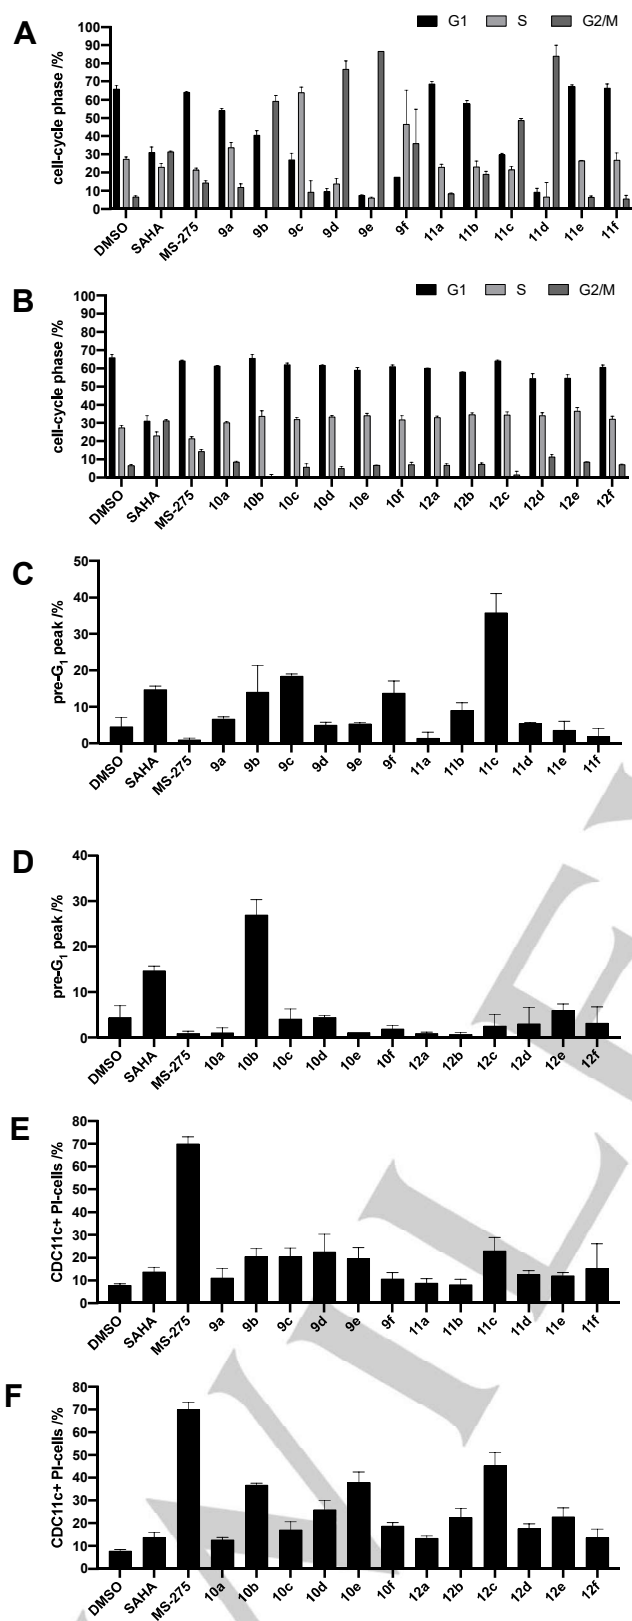 A
G1 S G2/M
cell-cycle phase /%
100
90
80
70
60
50
40
30
20
10
0
DMSO SAHA MS-275 9a 9b 9c 9d 9e 9f 11a 11b 11c 11d 11e 11f
B
G1 S G2/M
cell-cycle phase /%
100
90
80
70
60
50
40
30
20
10
0
DMSO SAHA MS-275 10a 10b 10c 10d 10e 10f 12a 12b 12c 12d 12e 12f
C
pre-G1 peak /%
50
40
30
20
10
0
DMSO SAHA MS-275 9a 9b 9c 9d 9e 9f 11a 11b 11c 11d 11e 11f
D
pre-G1 peak /%
40
30
20
10
0
DMSO SAHA MS-275 10a 10b 10c 10d 10e 10f 12a 12b 12c 12d 12e 12f
E
CDC11c+ PI-cells /%
80
70
60
50
40
30
20
10
0
DMSO SAHA MS-275 9a 9b 9c 9d 9e 9f 11a 11b 11c 11d 11e 11f
F
CDC11c+ PI-cells /%
80
70
60
50
40
30
20
10
0
DMSO SAHA MS-275 10a 10b 10c 10d 10e 10f 12a 12b 12c 12d 12e 12f